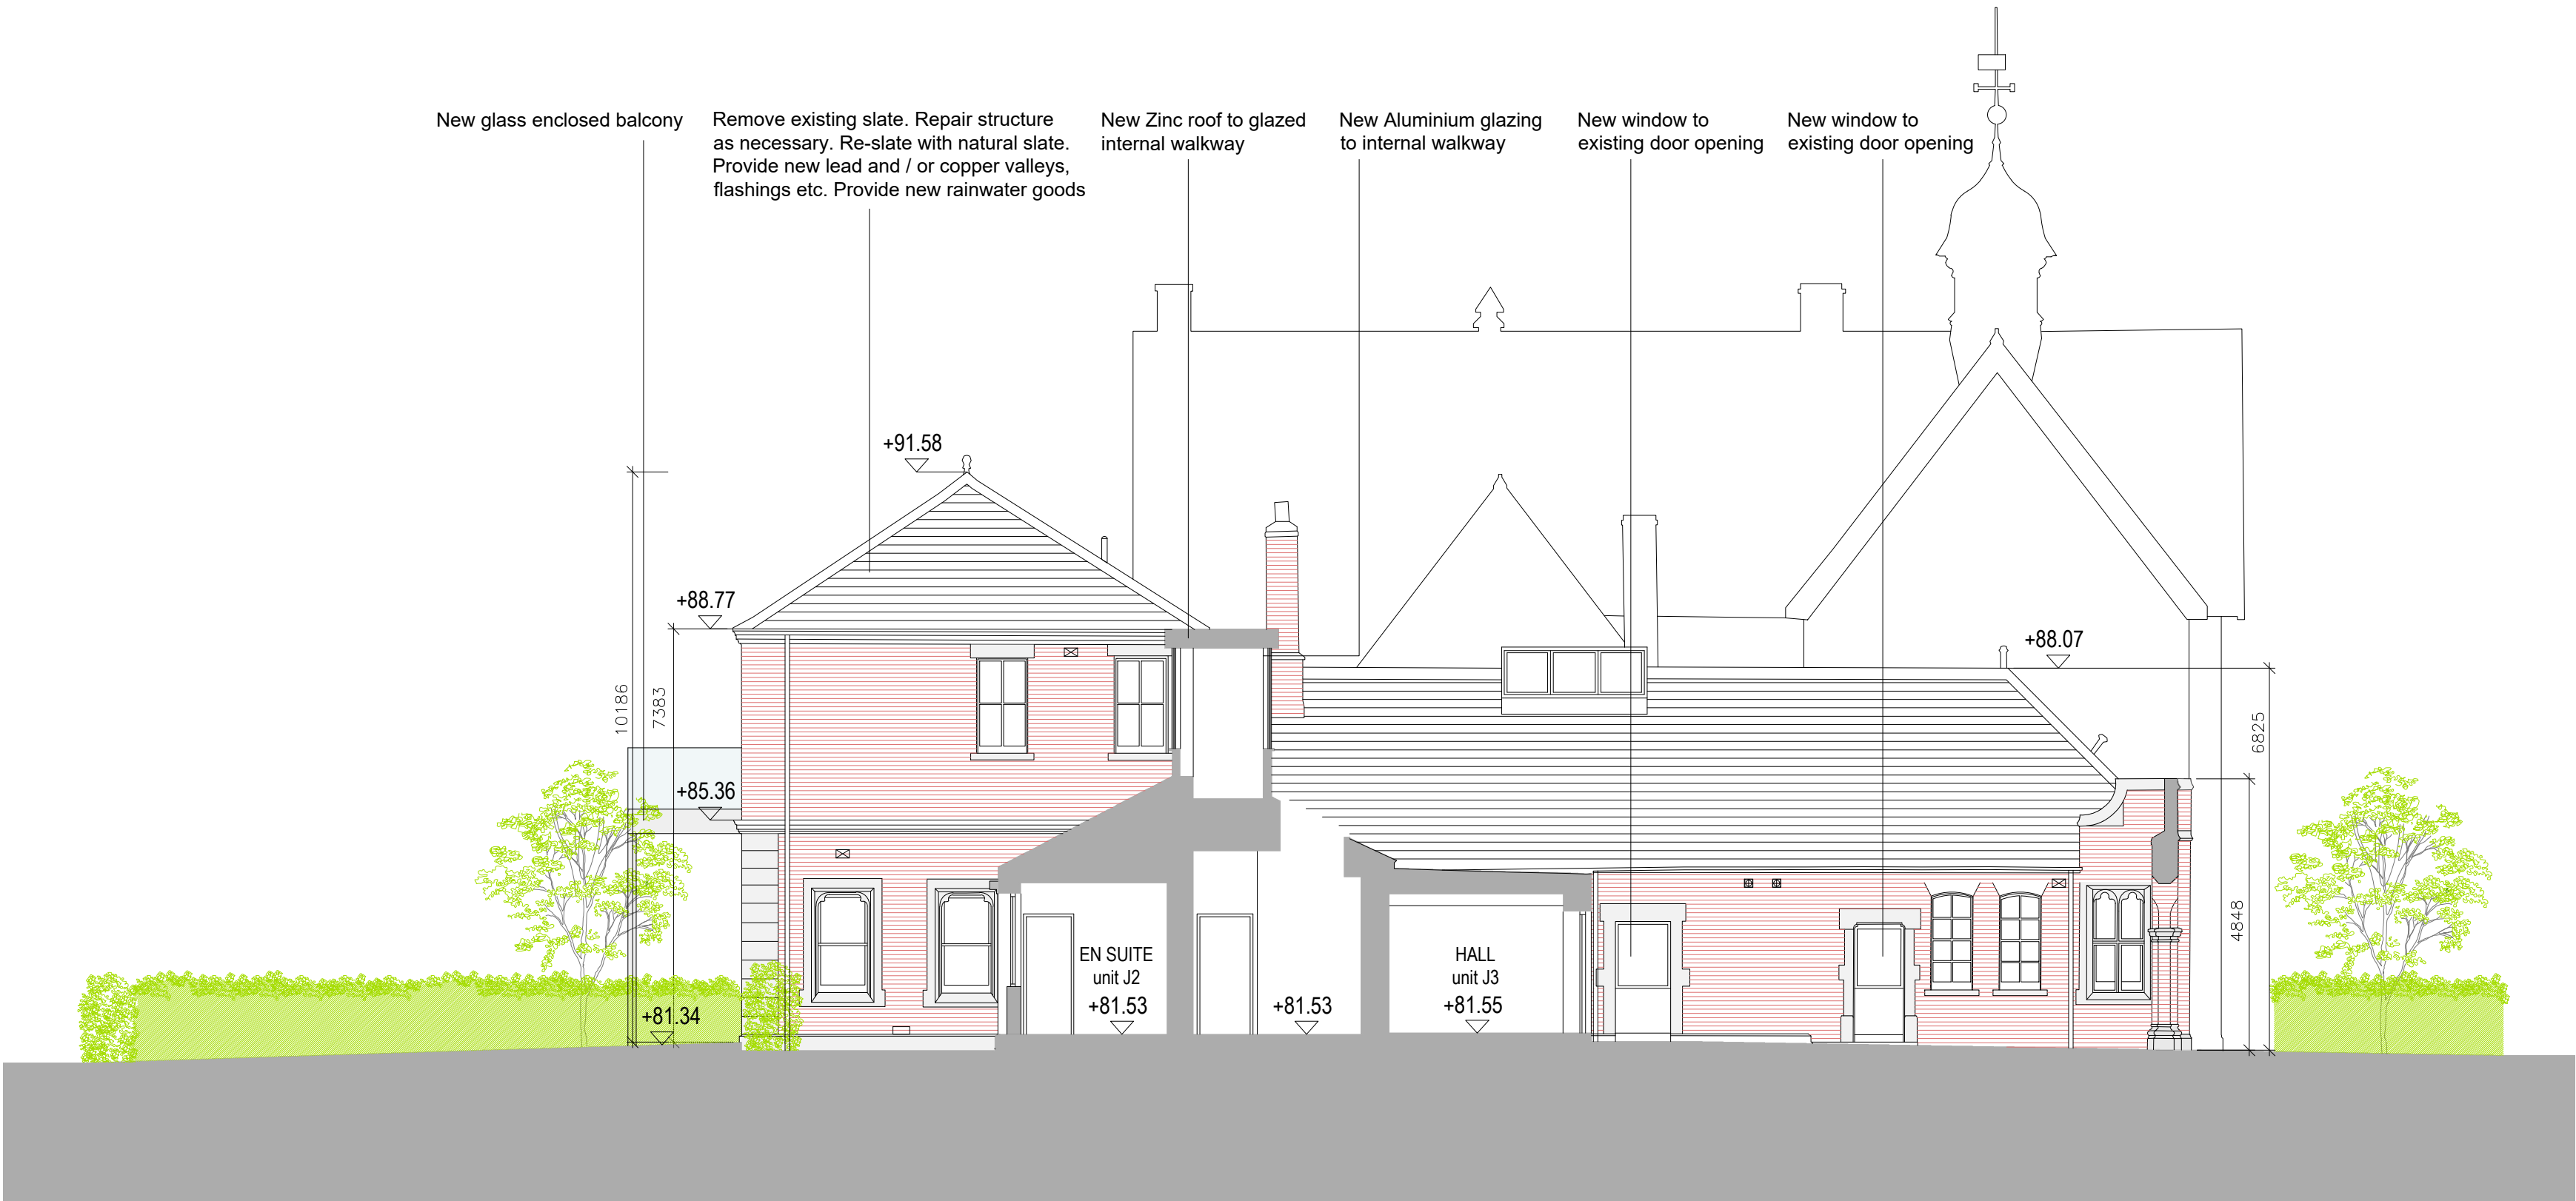 New glass enclosed balcony
Remove existing slate. Repair structure
as necessary. Re-slate with natural slate.
Provide new lead and / or copper valleys,
flashings etc. Provide new rainwater goods
New Zinc roof to glazed
internal walkway
New Aluminium glazing
to internal walkway
New window to
existing door opening
New window to
existing door opening
+91.58
+88.77
+88.07
10186
7383
6825
+85.36
4848
EN SUITE
unit J2
+81.53
+81.53
HALL
unit J3
+81.55
+81.34